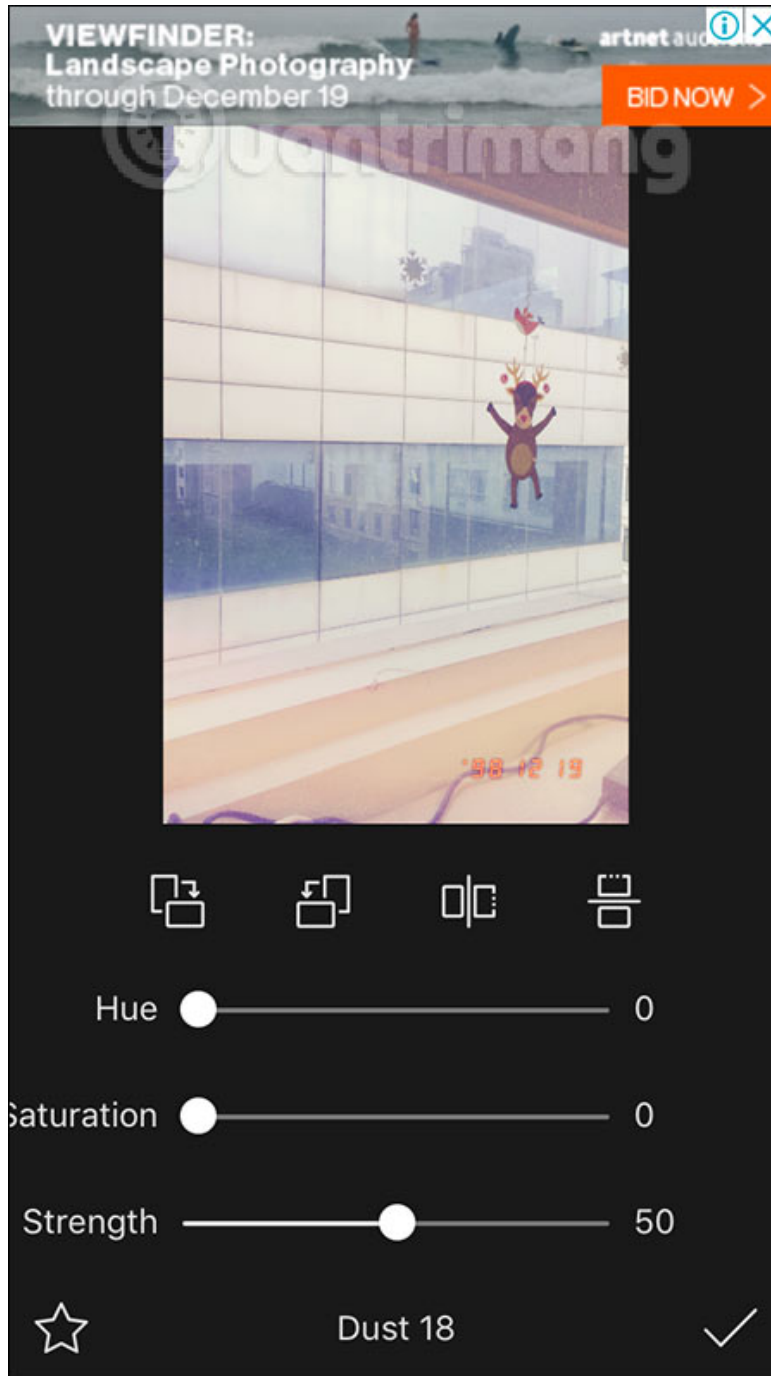 VIEWFINDER:
Landscape Photography
through December 19
artnet
BID NOW >
Quantrimang
'98 12 19
Hue 0
Saturation 0
Strength 50
Dust 18